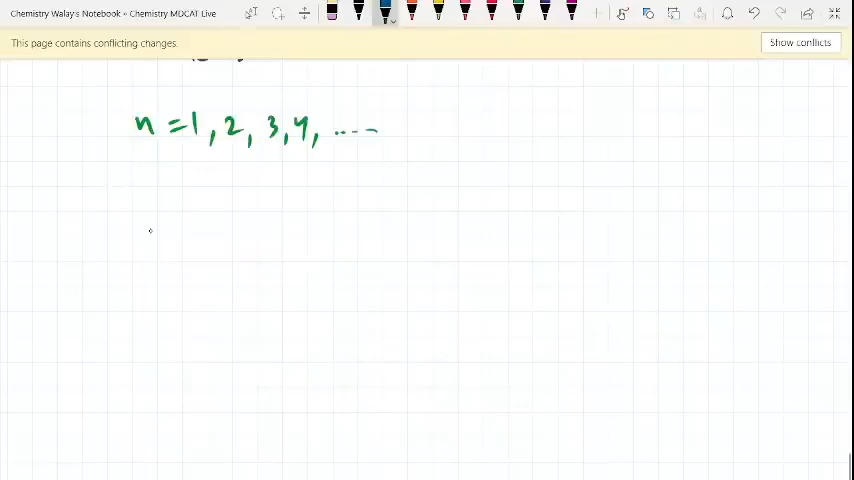 Chemistry Walay's Notebook » Chemistry MDCAT Live
This page contains conflicting changes.
Show conflicts
n = 1, 2, 3, 4, .....